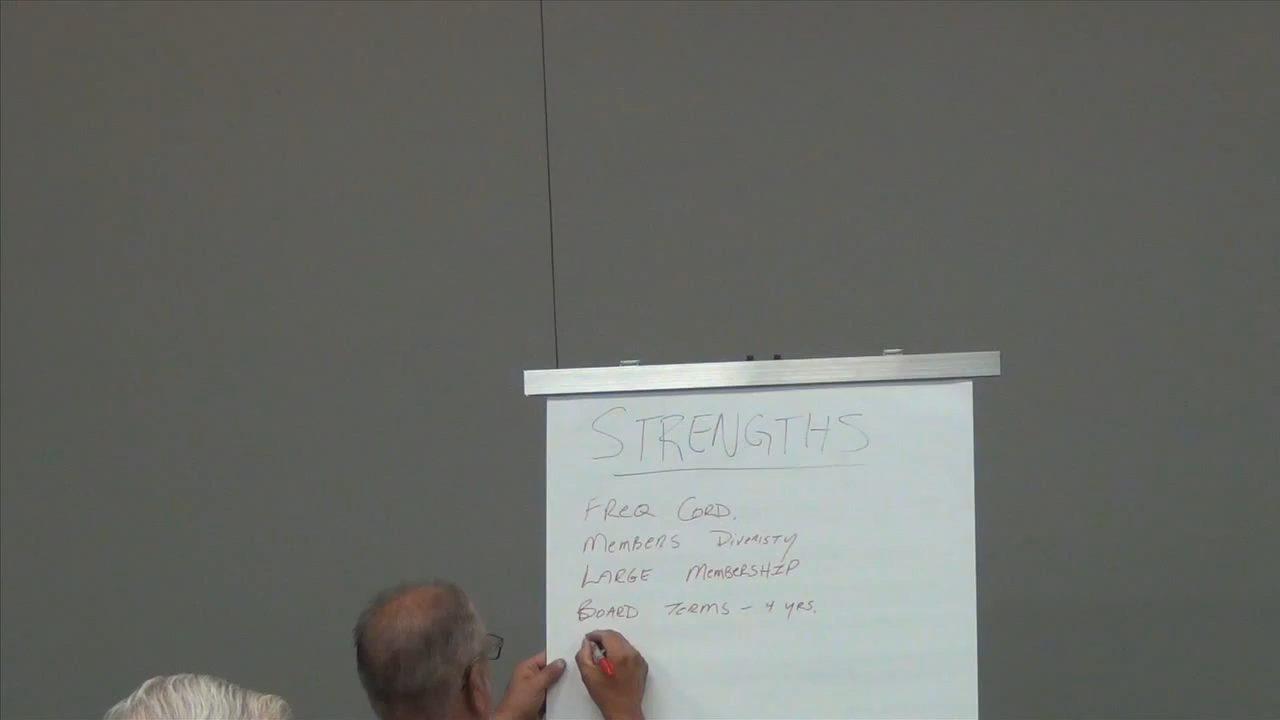 STRENGTHS
FREQ CORD.
MEMBERS DIVERISTY
LARGE MEMBERSHIP
BOARD TERMS - 4 YRS.